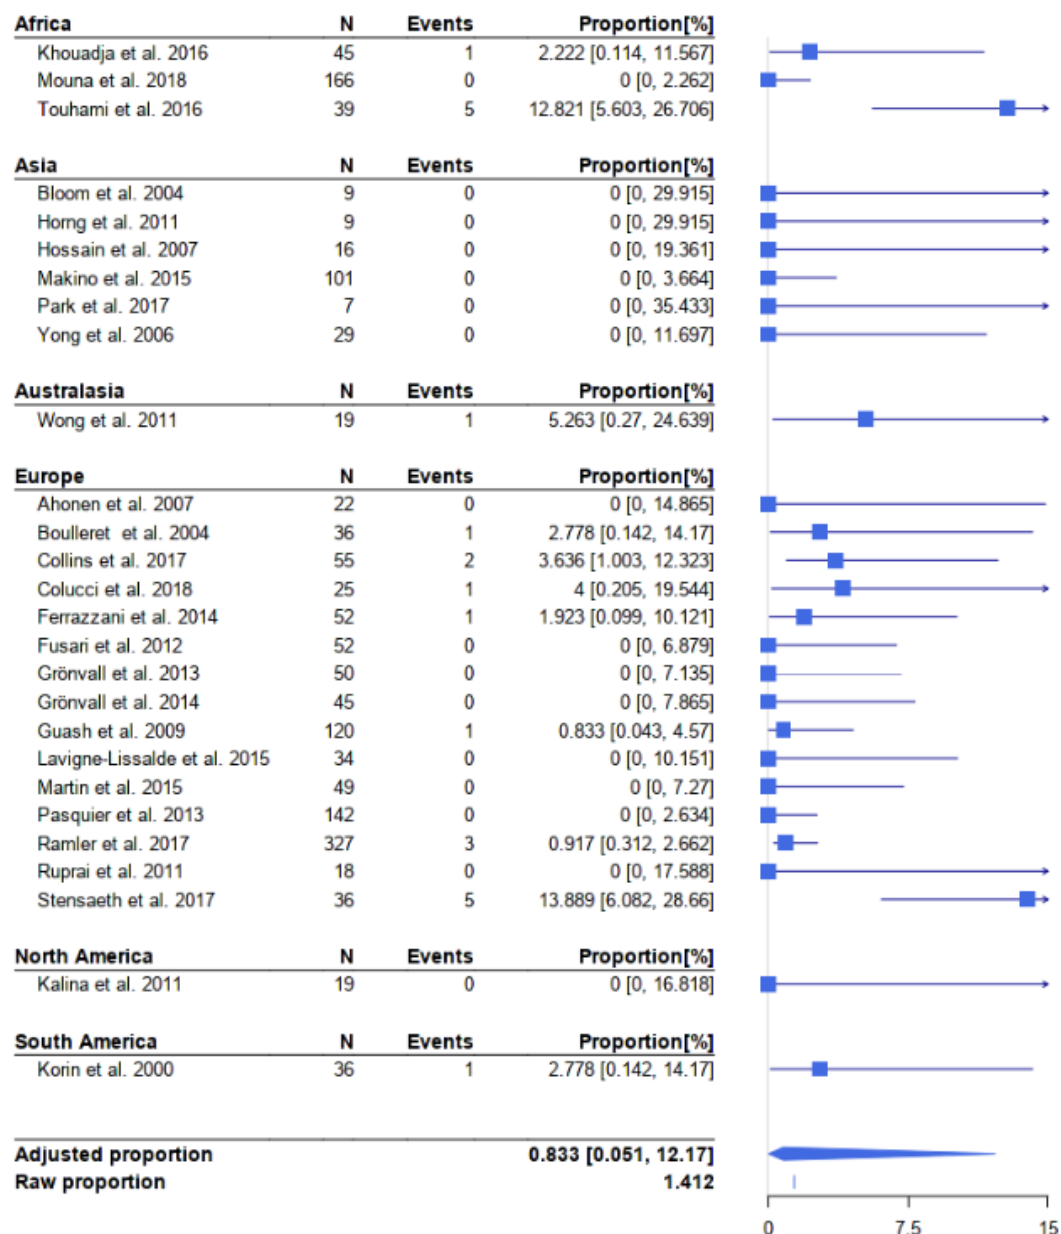 Africa N Events Proportion[%]
Khouadja et al. 2016 45 1 2.222 [0.114, 11.567]
Mouna et al. 2018 166 0 0 [0, 2.262]
Touhami et al. 2016 39 5 12.821 [5.603, 26.706]
Asia N Events Proportion[%]
Bloom et al. 2004 9 0 0 [0, 29.915]
Horng et al. 2011 9 0 0 [0, 29.915]
Hossain et al. 2007 16 0 0 [0, 19.361]
Makino et al. 2015 101 0 0 [0, 3.664]
Park et al. 2017 7 0 0 [0, 35.433]
Yong et al. 2006 29 0 0 [0, 11.697]
Australasia N Events Proportion[%]
Wong et al. 2011 19 1 5.263 [0.27, 24.639]
Europe N Events Proportion[%]
Ahonen et al. 2007 22 0 0 [0, 14.865]
Boulleret et al. 2004 36 1 2.778 [0.142, 14.17]
Collins et al. 2017 55 2 3.636 [1.003, 12.323]
Colucci et al. 2018 25 1 4 [0.205, 19.544]
Ferrazzani et al. 2014 52 1 1.923 [0.099, 10.121]
Fusari et al. 2012 52 0 0 [0, 6.879]
Grönvall et al. 2013 50 0 0 [0, 7.135]
Grönvall et al. 2014 45 0 0 [0, 7.865]
Guash et al. 2009 120 1 0.833 [0.043, 4.57]
Lavigne-Lissalde et al. 2015 34 0 0 [0, 10.151]
Martin et al. 2015 49 0 0 [0, 7.27]
Pasquier et al. 2013 142 0 0 [0, 2.634]
Ramler et al. 2017 327 3 0.917 [0.312, 2.662]
Ruprai et al. 2011 18 0 0 [0, 17.588]
Stensaeth et al. 2017 36 5 13.889 [6.082, 28.66]
North America N Events Proportion[%]
Kalina et al. 2011 19 0 0 [0, 16.818]
South America N Events Proportion[%]
Korin et al. 2000 36 1 2.778 [0.142, 14.17]
Adjusted proportion 0.833 [0.051, 12.17]
Raw proportion 1.412
0 7.5 15